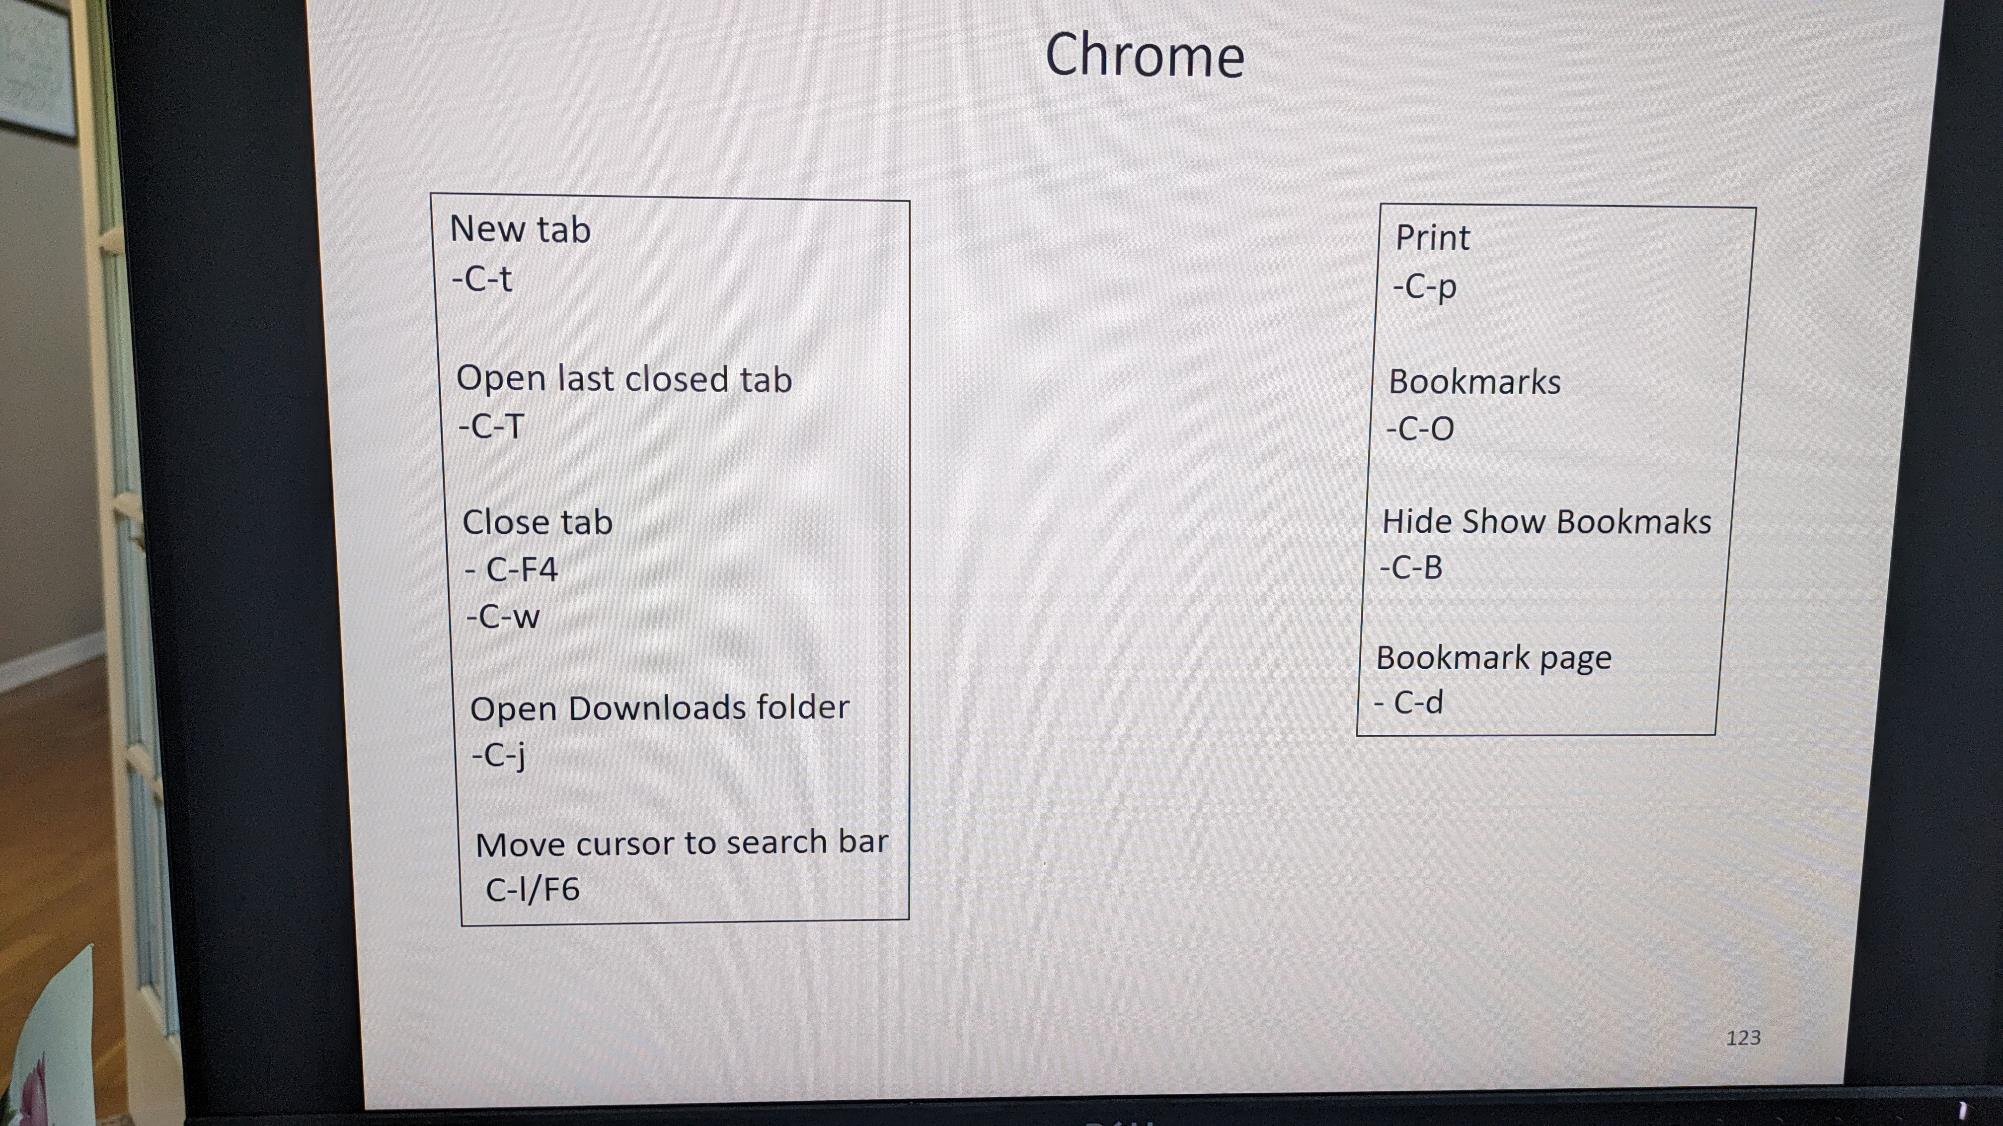 Chrome
New tab
-C-t
Open last closed tab
-C-T
Close tab
- C-F4
-C-w
Open Downloads folder
-C-j
Move cursor to search bar
C-l/F6
Print
-C-p
Bookmarks
-C-O
Hide Show Bookmaks
-C-B
Bookmark page
- C-d
123